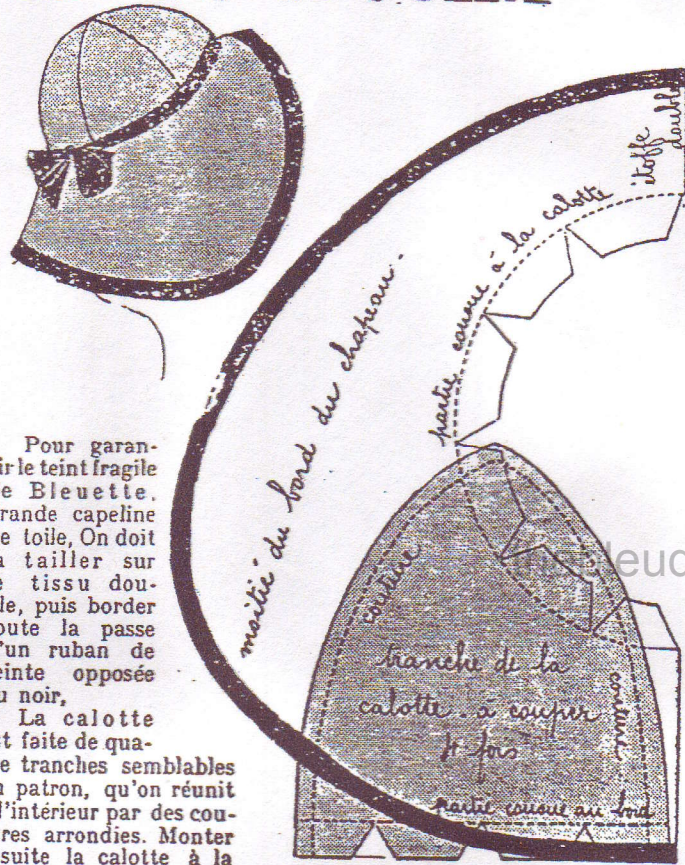 étoffe
double
partie cousue à la calotte
moitié du bord du chapeau.
Pour garan-
ir le teint fragile
e Bleuette.
rande capeline
e toile, On doit
a tailler sur
e tissu dou-
le, puis border
oute la passe
'un ruban de
einte opposée
u noir,
La calotte
st faite de qua-
e tranches semblables
n patron, qu'on réunit
l'intérieur par des cou-
res arrondies. Monter
suite la calotte à la
couture
tranche de la
calotte. a couper
4 fois
couture
partie cousue au bord